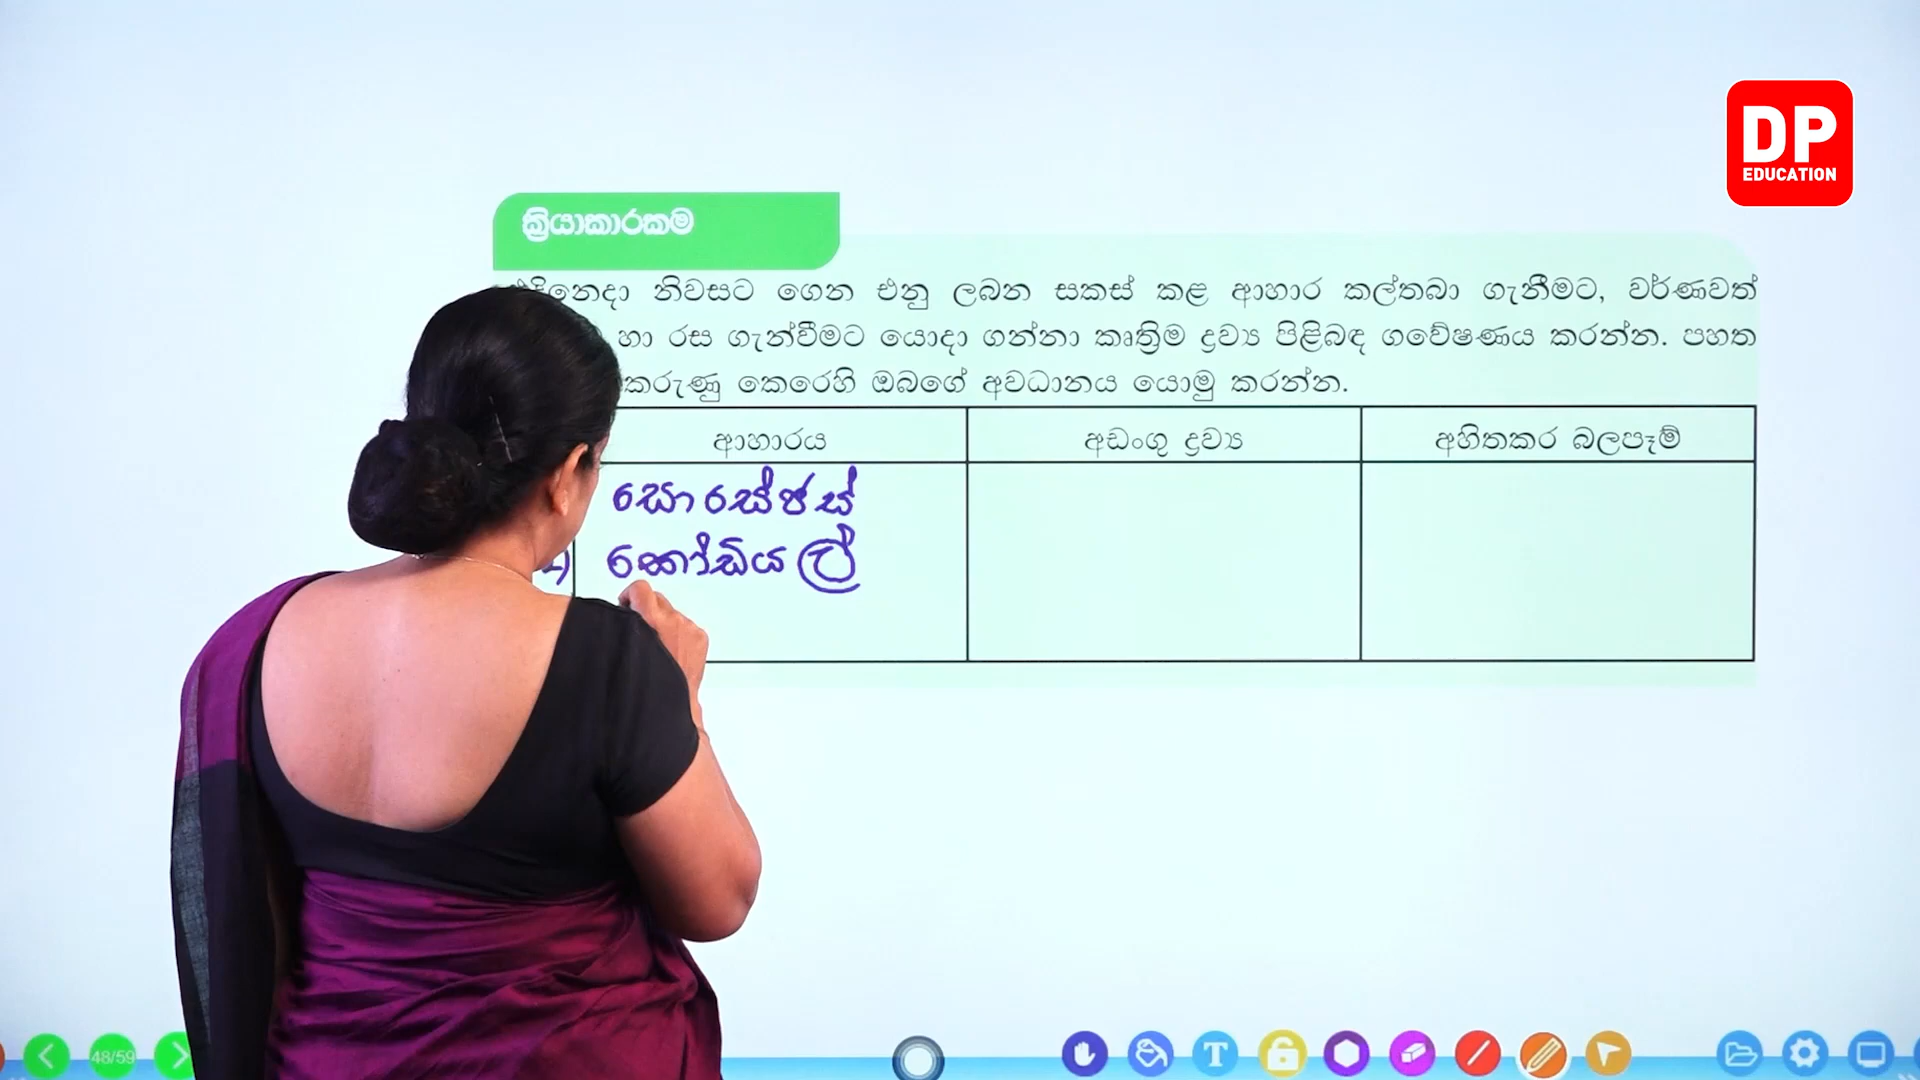 DP
EDUCATION
ක්‍රියාකාරකම
එදිනෙදා නිවසට ගෙන එනු ලබන සකස් කළ ආහාර කල්තබා ගැනීමට, වර්ණවත්
හා රස ගැන්වීමට යොදා ගන්නා කෘත්‍රිම ද්‍රව්‍ය පිළිබඳ ගවේෂණය කරන්න. පහත
කරුණු කෙරෙහි ඔබගේ අවධානය යොමු කරන්න.
ආහාරය අඩංගු ද්‍රව්‍ය අහිතකර බලපෑම්
සොරස්ජස්
කෝඩියල්
48/59
T